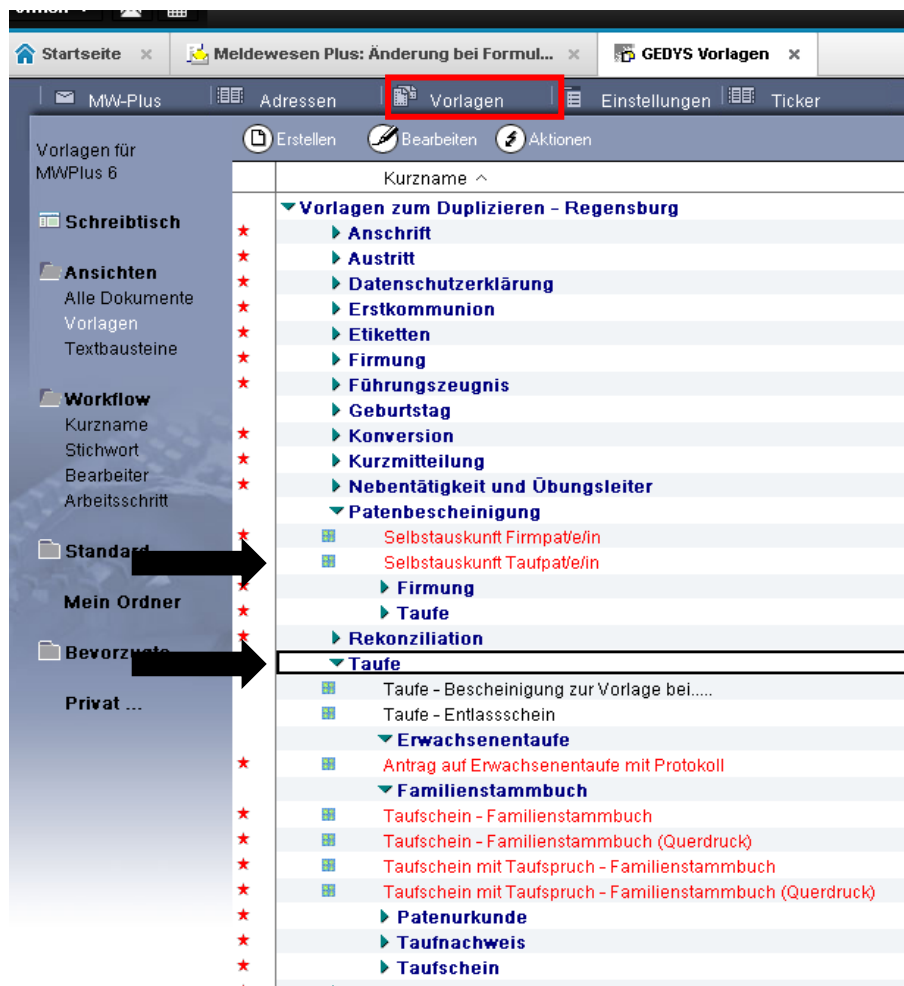 Startseite
Meldewesen Plus: Änderung bei Formul...
GEDYS Vorlagen
MW-Plus
Adressen
Vorlagen
Einstellungen
Ticker
Erstellen
Bearbeiten
Aktionen
Vorlagen für
MWPlus 6
Schreibtisch
Ansichten
Alle Dokumente
Vorlagen
Textbausteine
Workflow
Kurzname
Stichwort
Bearbeiter
Arbeitsschritt
Standard
Mein Ordner
Bevorzugte
Privat ...
Kurzname
Vorlagen zum Duplizieren - Regensburg
Anschrift
Austritt
Datenschutzerklärung
Erstkommunion
Etiketten
Firmung
Führungszeugnis
Geburtstag
Konversion
Kurzmitteilung
Nebentätigkeit und Übungsleiter
Patenbescheinigung
Selbstauskunft Firmpat/e/in
Selbstauskunft Taufpat/e/in
Firmung
Taufe
Rekonziliation
Taufe
Taufe - Bescheinigung zur Vorlage bei.....
Taufe - Entlassschein
Erwachsenentaufe
Antrag auf Erwachsenentaufe mit Protokoll
Familienstammbuch
Taufschein - Familienstammbuch
Taufschein - Familienstammbuch (Querdruck)
Taufschein mit Taufspruch - Familienstammbuch
Taufschein mit Taufspruch - Familienstammbuch (Querdruck)
Patenurkunde
Taufnachweis
Taufschein